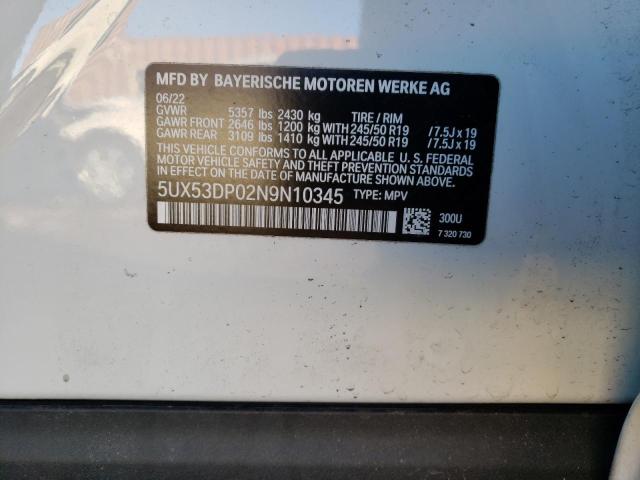 MFD BY BAYERISCHE MOTOREN WERKE AG
06/22
GVWR 5357 lbs 2430 kg TIRE / RIM
GAWR FRONT 2646 lbs 1200 kg WITH 245/50 R19 / 7.5J x 19
GAWR REAR 3109 lbs 1410 kg WITH 245/50 R19 / 7.5J x 19
THIS VEHICLE CONFORMS TO ALL APPLICABLE U.S. FEDERAL
MOTOR VEHICLE SAFETY, BUMPER, AND THEFT PREVENTION
STANDARDS IN EFFECT ON THE DATE OF MANUFACTURE SHOWN ABOVE.
5UX53DP02N9N10345 TYPE: MPV
300U
7 320 730